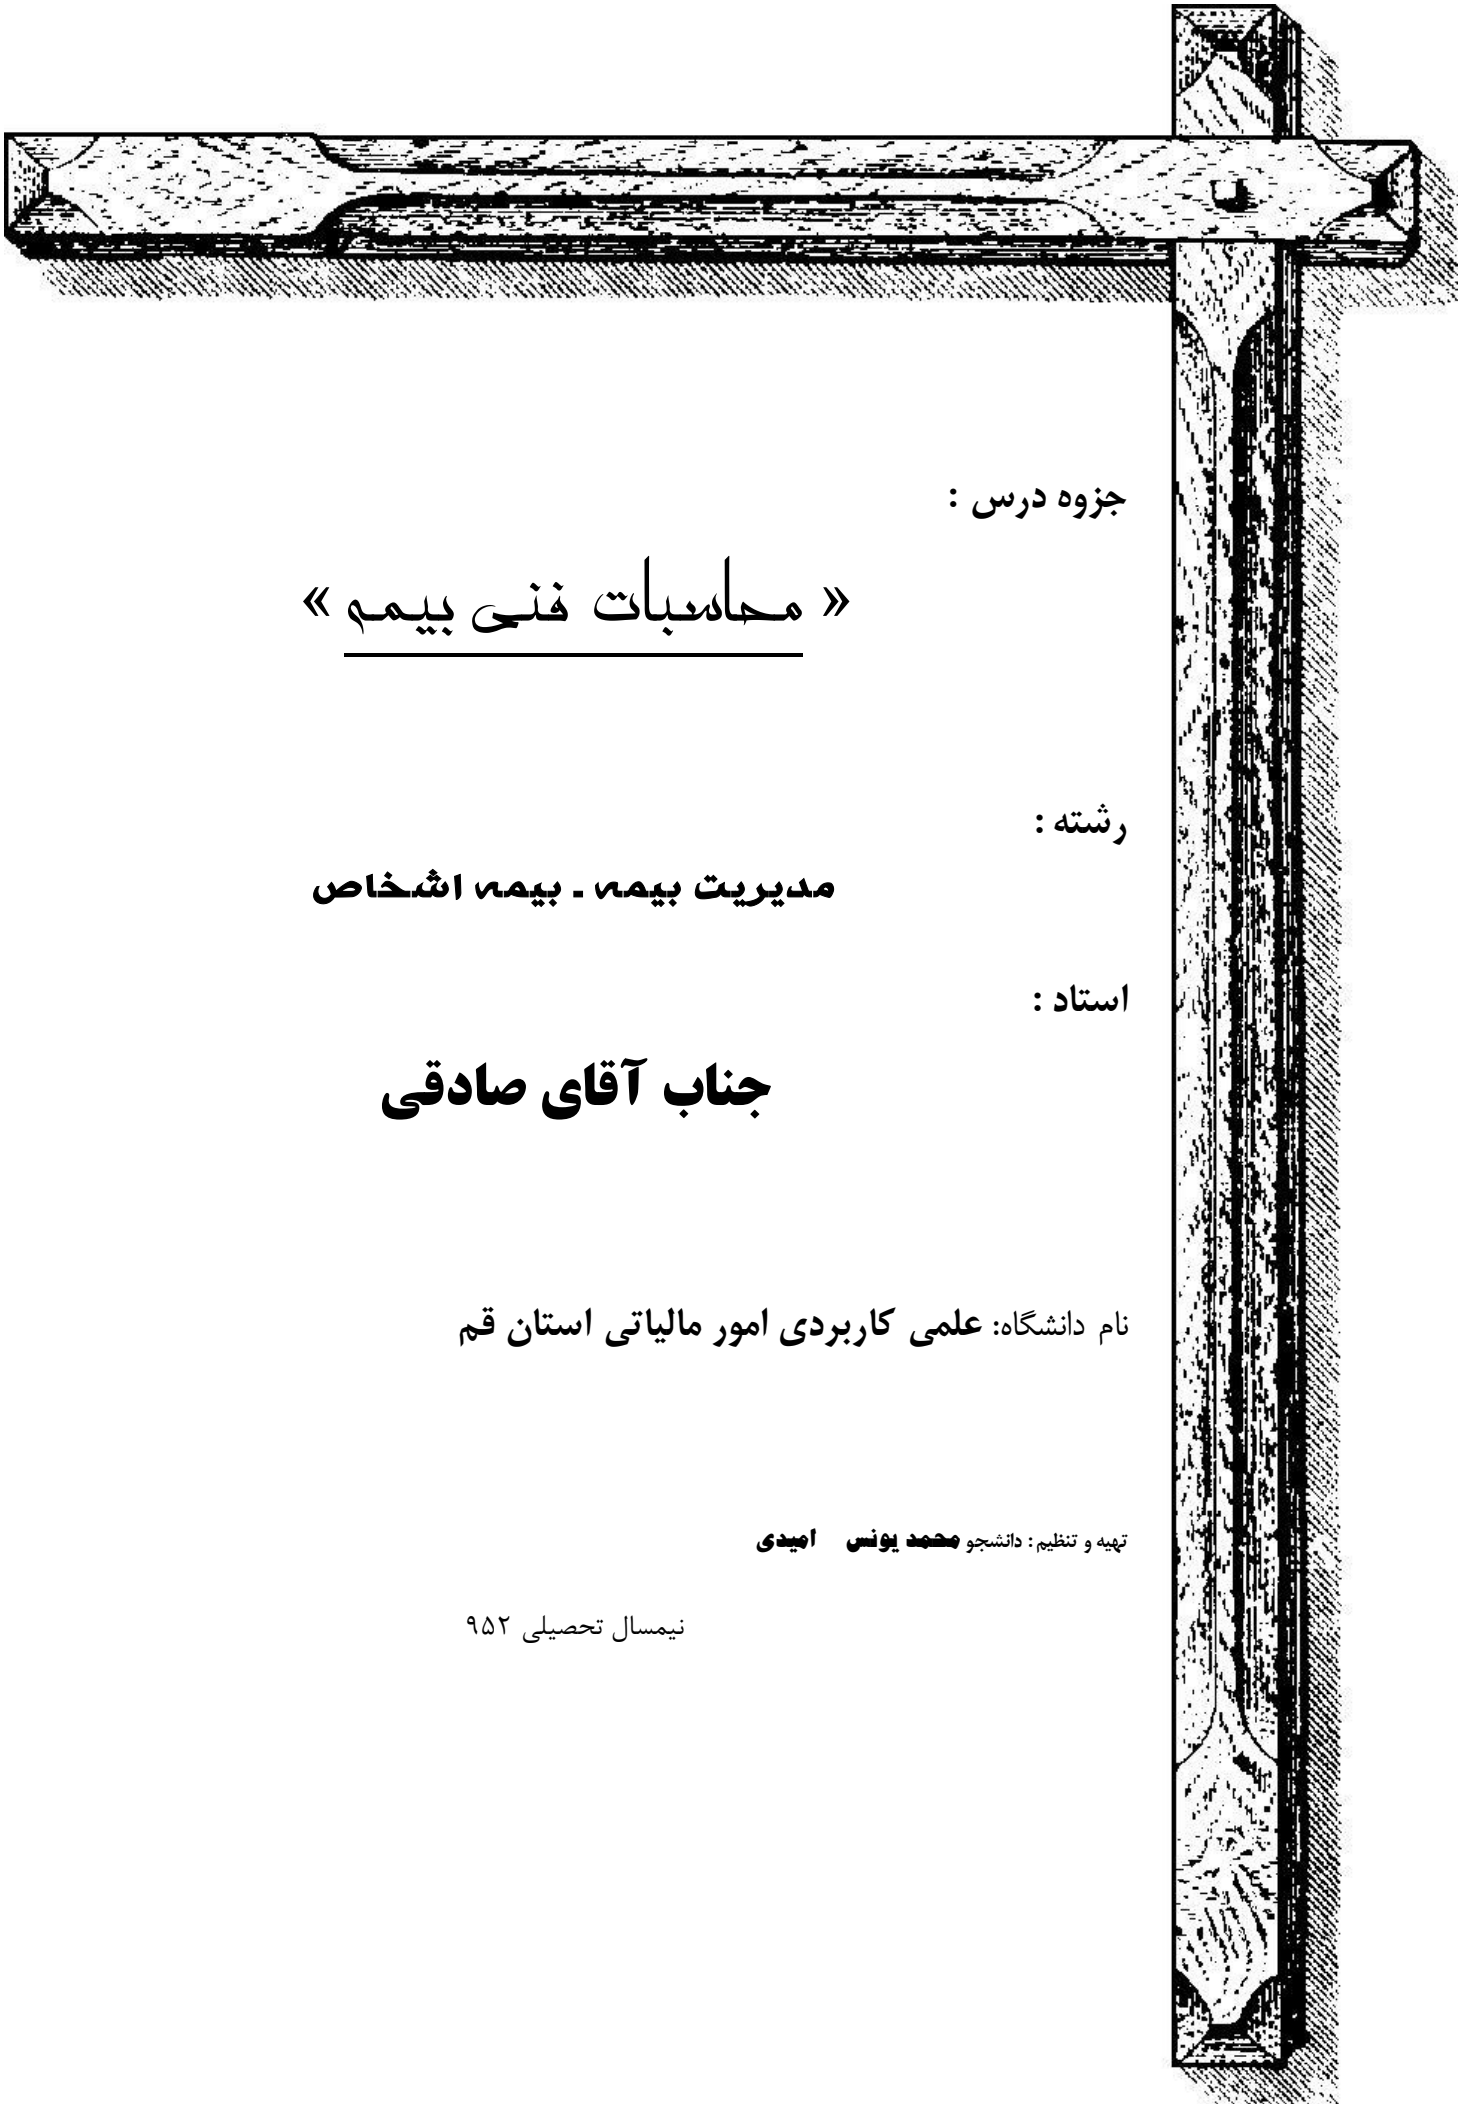 جزوه درس :
« محاسبات فنی بیمه »
رشته :
مدیریت بیمه ـ بیمه اشخاص
استاد :
جناب آقای صادقی
نام دانشگاه: علمی کاربردی امور مالیاتی استان قم
تهیه و تنظیم : دانشجو محمد یونس امیدی
نیمسال تحصیلی ۹۵۲